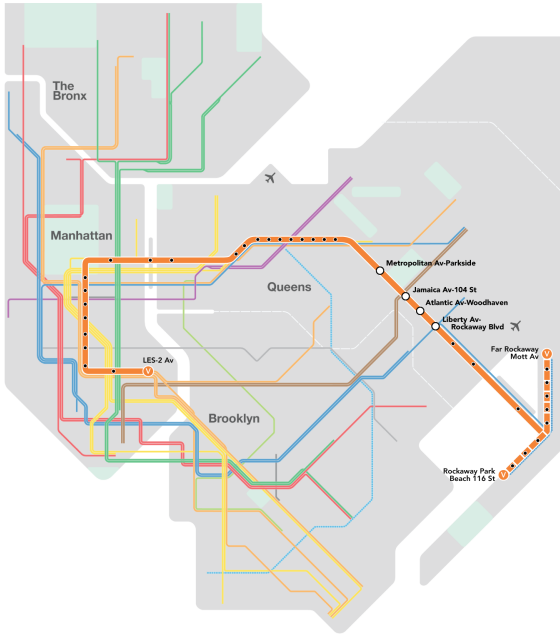 The
Bronx
Manhattan
Metropolitan Av-Parkside
Queens
Jamaica Av-104 St
Atlantic Av-Woodhaven
Liberty Av-
Rockaway Blvd
Far Rockaway
Mott Av
V
LES-2 Av
V
Brooklyn
Rockaway Park
Beach 116 St
V